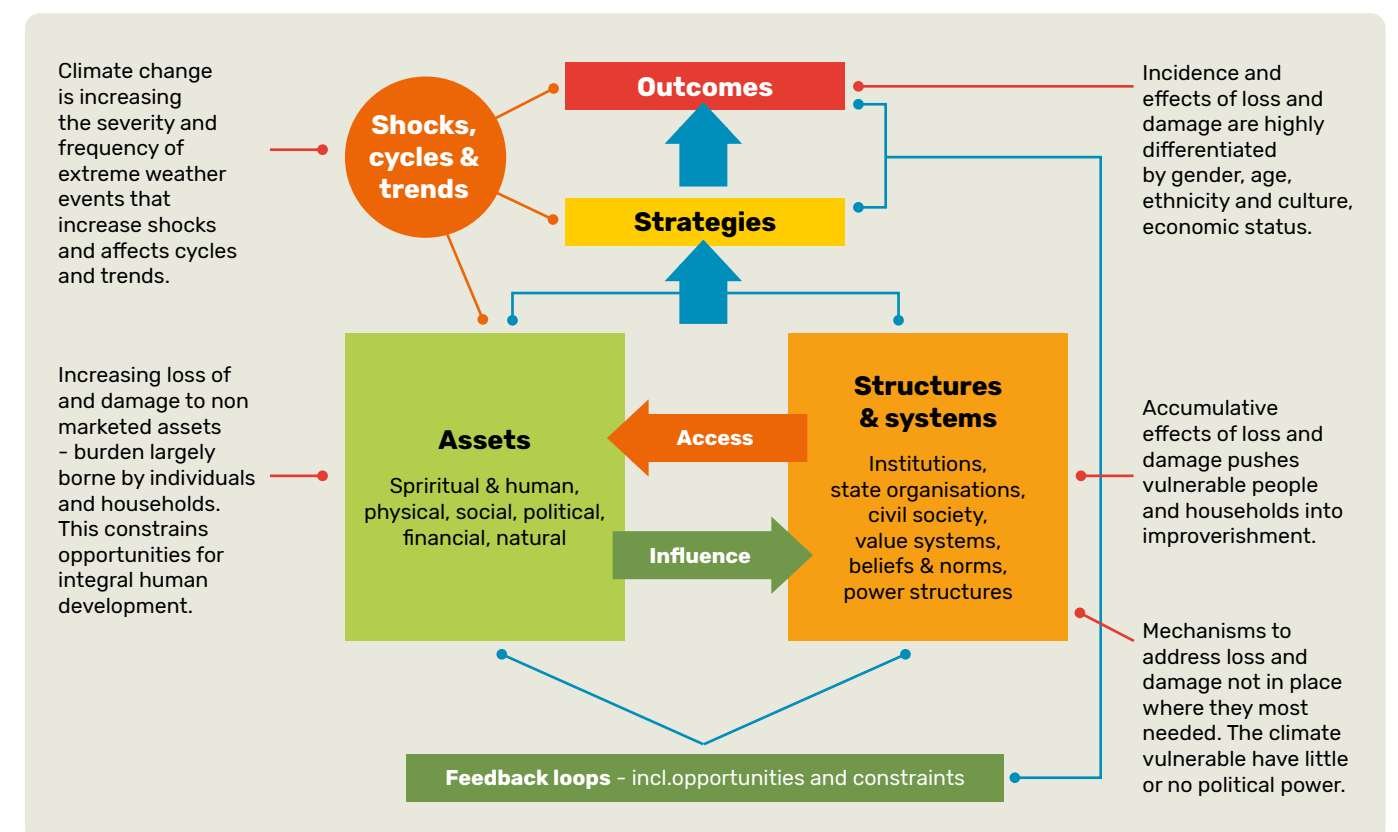 Climate change
is increasing
the severity and
frequency of
extreme weather
events that
increase shocks
and affects cycles
and trends.
Shocks,
cycles &
trends
Outcomes
Strategies
Incidence and
effects of loss and
damage are highly
differentiated
by gender, age,
ethnicity and culture,
economic status.
Increasing loss of
and damage to non
marketed assets
- burden largely
borne by individuals
and households.
This constrains
opportunities for
integral human
development.
Assets
Spriritual & human,
physical, social, political,
financial, natural
Access
Influence
Structures
& systems
Institutions,
state organisations,
civil society,
value systems,
beliefs & norms,
power structures
Accumulative
effects of loss and
damage pushes
vulnerable people
and households into
improverishment.
Mechanisms to
address loss and
damage not in place
where they most
needed. The climate
vulnerable have little
or no political power.
Feedback loops - incl.opportunities and constraints